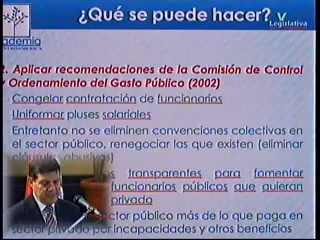 ¿Qué se puede hacer?
Legislativa
ademia
2. Aplicar recomendaciones de la Comisión de Control
y Ordenamiento del Gasto Público (2002)
Congelar contratación de funcionarios
Uniformar pluses salariales
Entretanto no se eliminen convenciones colectivas en
el sector público, renegociar las que existen (eliminar
cláusulas abusivas)
transparentes para fomentar
funcionarios públicos que quieran
privado
sector público más de lo que paga en
sector privado por incapacidades y otros beneficios